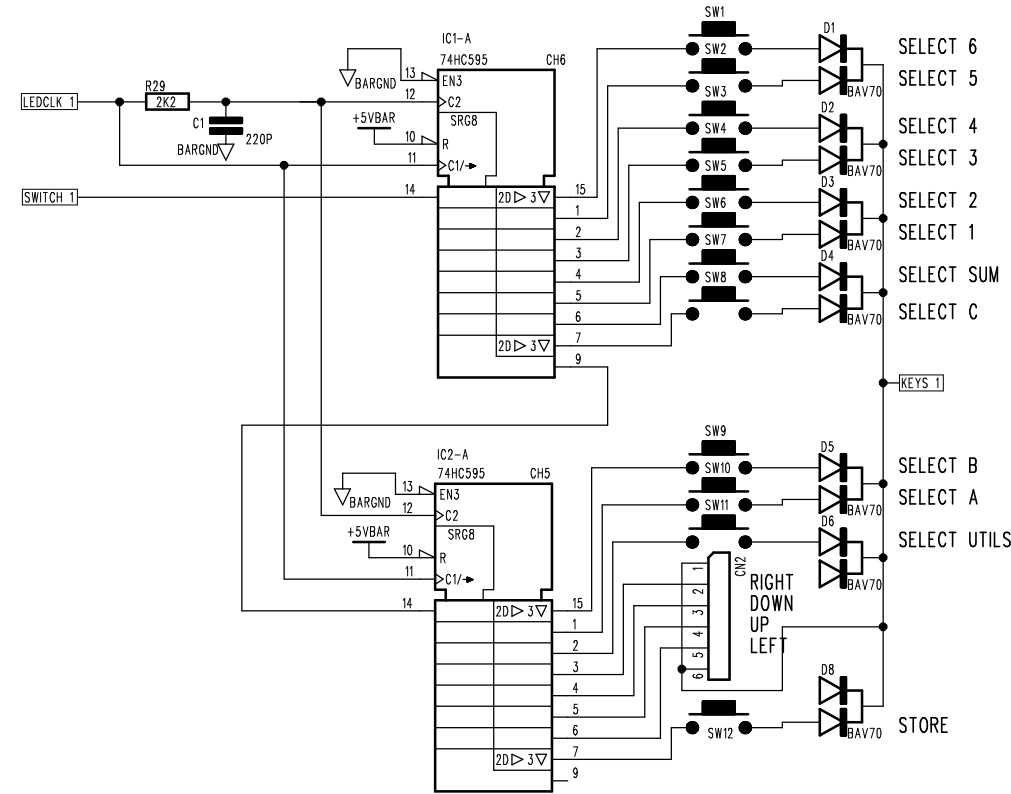 SW1
D1
IC1-A
74HC595
CH6
SW2
SELECT 6
BARGND
13
EN3
SW3
BAV70
SELECT 5
LEDCLK 1
R29
2K2
12
C2
C1
220P
BARGND
+5VBAR
SRG8
10
R
11
C1/
SW4
D2
SELECT 4
SW5
BAV70
SELECT 3
SWITCH 1
14
2D 3
15
1
2
3
4
5
6
2D 3
7
9
SW6
D3
SELECT 2
SW7
BAV70
SELECT 1
SW8
D4
SELECT SUM
BAV70
SELECT C
KEYS 1
SW9
D5
IC2-A
74HC595
CH5
SW10
SELECT B
BARGND
13
EN3
SW11
BAV70
SELECT A
12
C2
+5VBAR
SRG8
10
R
11
C1/
D6
SELECT UTILS
BAV70
CN2
1
2
3
4
5
6
RIGHT
DOWN
UP
LEFT
14
2D 3
15
1
2
3
4
5
6
2D 3
7
9
D8
SW12
BAV70
STORE